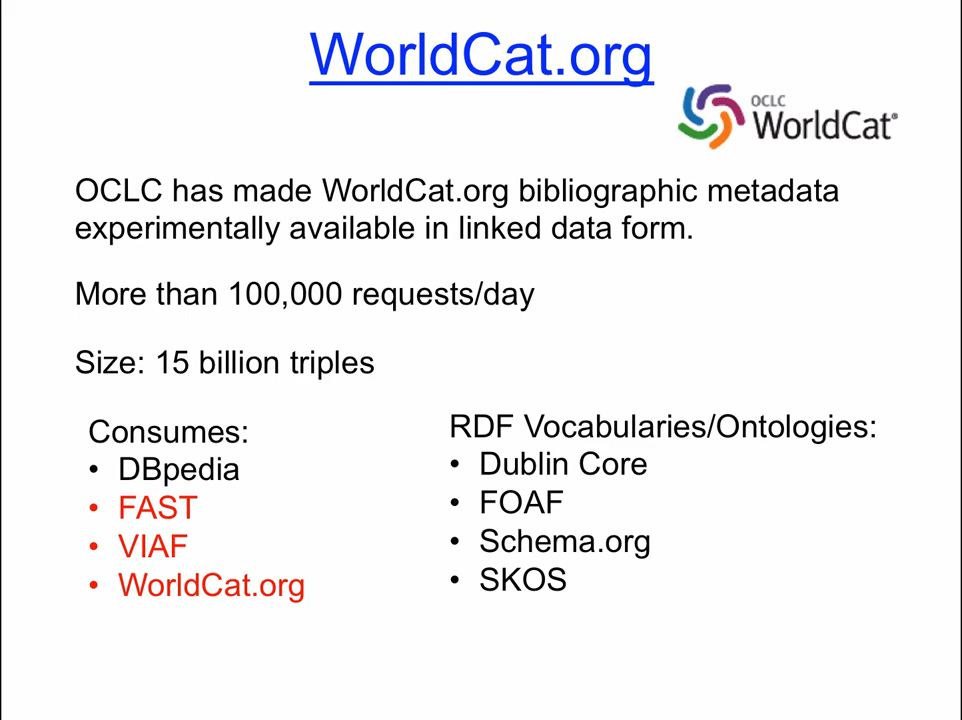 WorldCat.org
OCLC
WorldCat®
OCLC has made WorldCat.org bibliographic metadata
experimentally available in linked data form.
More than 100,000 requests/day
Size: 15 billion triples
Consumes:
• DBpedia
• FAST
• VIAF
• WorldCat.org
RDF Vocabularies/Ontologies:
• Dublin Core
• FOAF
• Schema.org
• SKOS